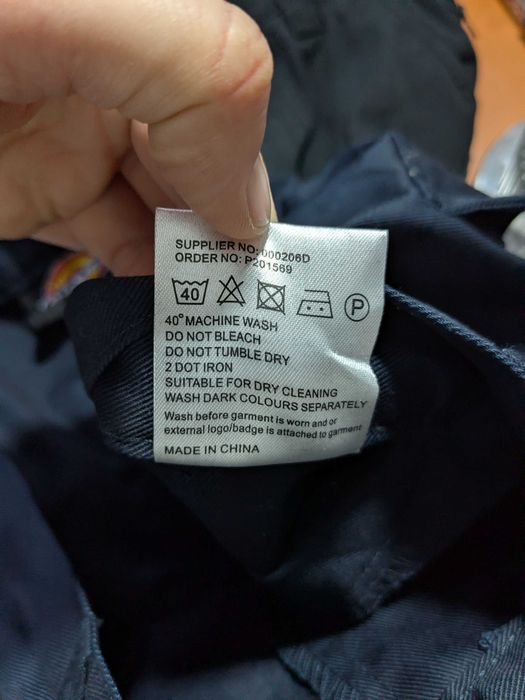 SUPPLIER NO: 000206D
ORDER NO: P201569
40 P
40° MACHINE WASH
DO NOT BLEACH
DO NOT TUMBLE DRY
2 DOT IRON
SUITABLE FOR DRY CLEANING
WASH DARK COLOURS SEPARATELY
Wash before garment is worn and or
external logo/badge is attached to garment
MADE IN CHINA